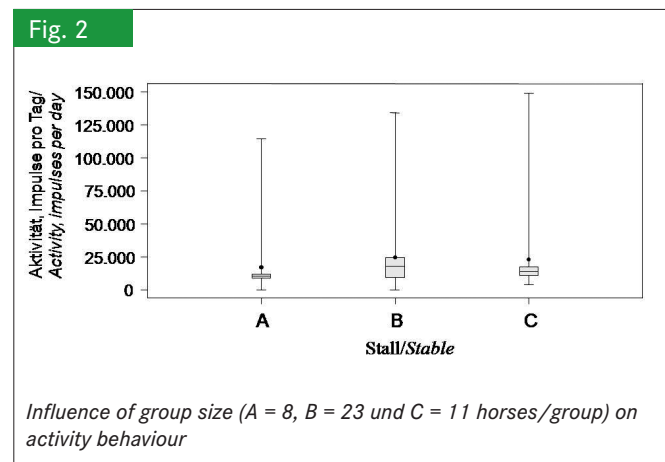 Fig. 2
Aktivität, Impulse pro Tag/
Activity, impulses per day
150.000
125.000
100.000
75.000
50.000
25.000
0
A B C
Stall/Stable
Influence of group size (A = 8, B = 23 und C = 11 horses/group) on
activity behaviour